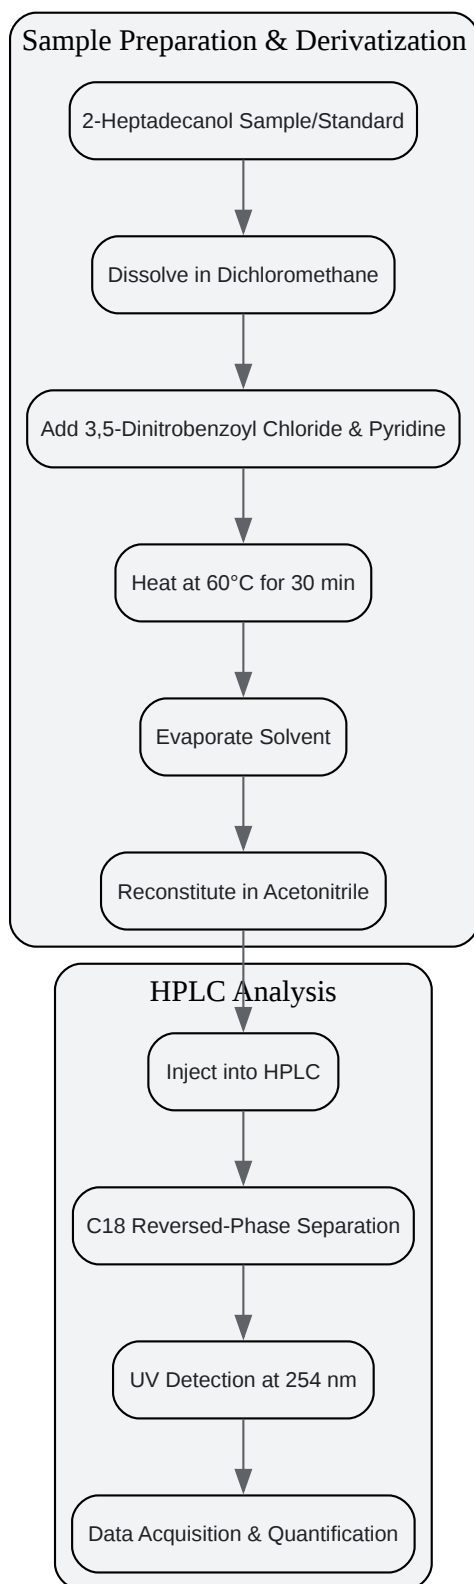 Sample Preparation & Derivatization
2-Heptadecanol Sample/Standard
Dissolve in Dichloromethane
Add 3,5-Dinitrobenzoyl Chloride & Pyridine
Heat at 60°C for 30 min
Evaporate Solvent
Reconstitute in Acetonitrile
HPLC Analysis
Inject into HPLC
C18 Reversed-Phase Separation
UV Detection at 254 nm
Data Acquisition & Quantification